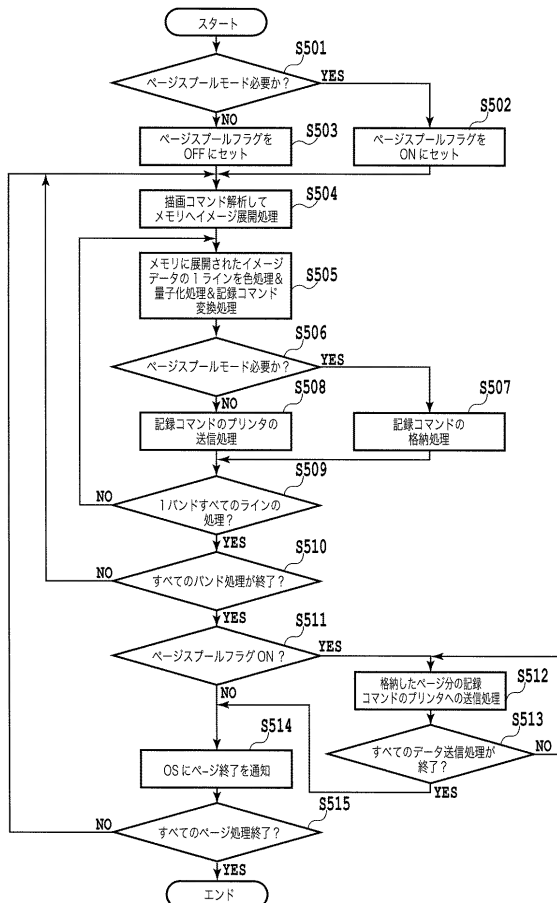 スタート
S501
ページスプールモード必要か?
YES
NO
S502
ページスプールフラグを
ONにセット
S503
ページスプールフラグを
OFFにセット
S504
描画コマンド解析して
メモリへイメージ展開処理
S505
メモリに展開されたイメージ
データの1ラインを色処理&
量子化処理&記録コマンド
変換処理
S506
ページスプールモード必要か?
YES
NO
S508
記録コマンドのプリンタの
送信処理
S507
記録コマンドの
格納処理
S509
NO
1バンドすべてのラインの
処理?
YES
S510
NO
すべてのバンド処理が終了?
YES
S511
ページスプールフラグON?
YES
NO
S512
格納したページ分の記録
コマンドのプリンタへの送信処理
S513
すべてのデータ送信処理が
終了?
NO
YES
S514
OSにページ終了を通知
S515
NO
すべてのページ処理終了?
YES
エンド